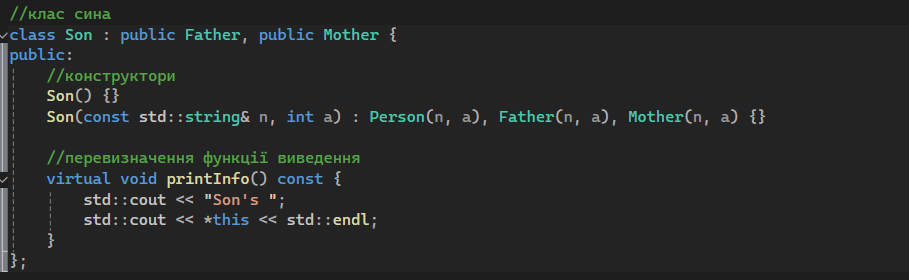 //клас сина
class Son : public Father, public Mother {
public:
    //конструктори
    Son() {}
    Son(const std::string& n, int a) : Person(n, a), Father(n, a), Mother(n, a) {}

    //перевизначення функції виведення
    virtual void printInfo() const {
        std::cout << "Son's ";
        std::cout << *this << std::endl;
    }
};